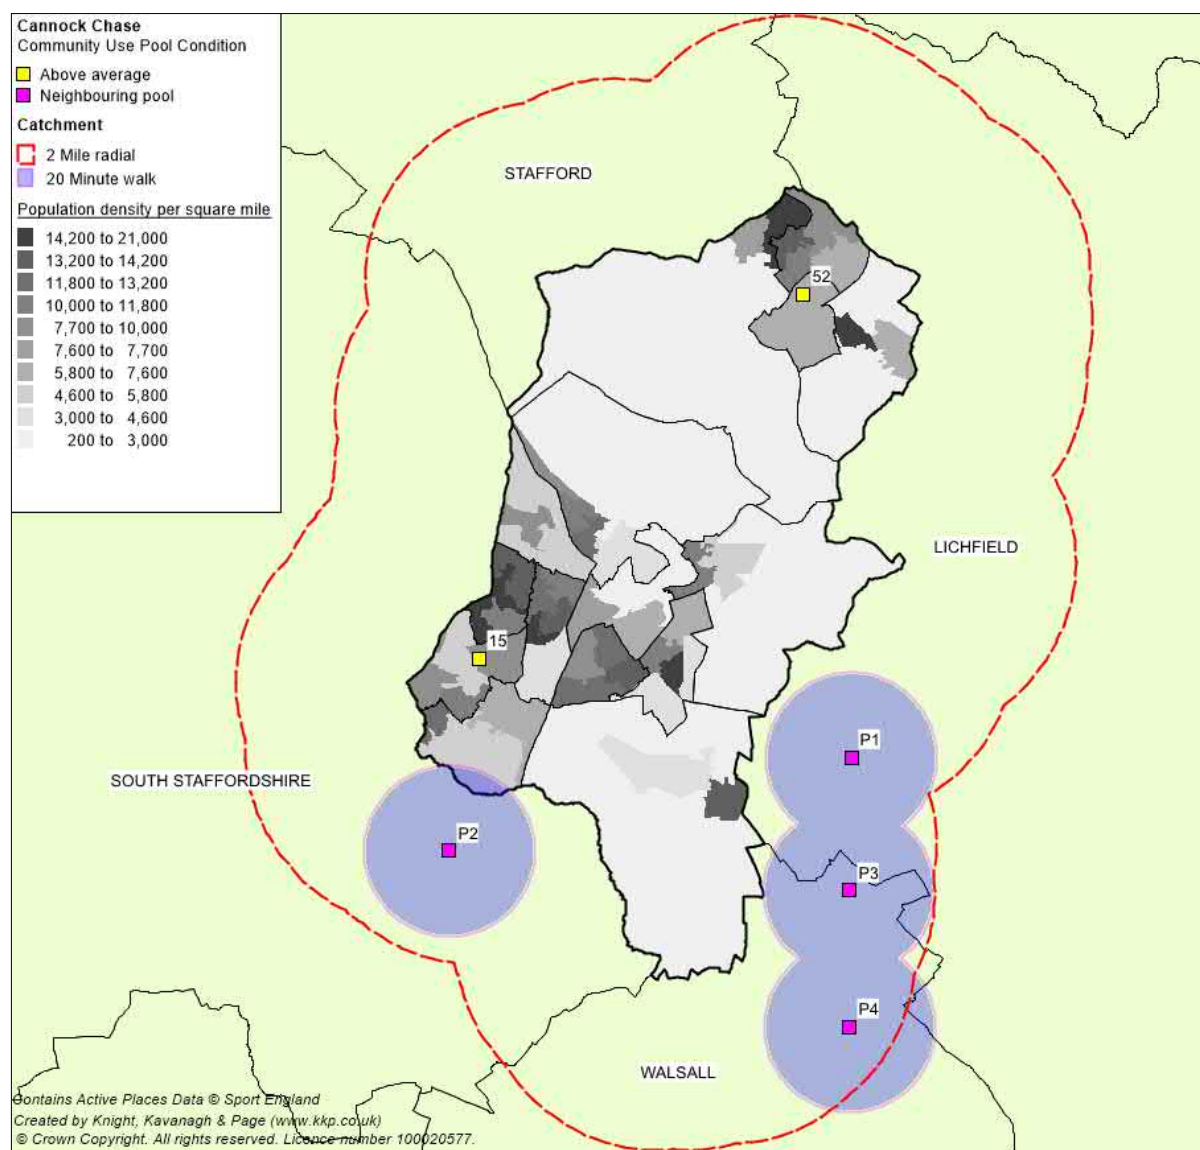 Cannock Chase
Community Use Pool Condition
Above average
Neighbouring pool
Catchment
2 Mile radial
20 Minute walk
Population density per square mile
14,200 to 21,000
13,200 to 14,200
11,800 to 13,200
10,000 to 11,800
7,700 to 10,000
7,600 to 7,700
5,800 to 7,600
4,600 to 5,800
3,000 to 4,600
200 to 3,000
STAFFORD
52
LICHFIELD
15
P1
SOUTH STAFFORDSHIRE
P2
P3
P4
WALSALL
Contains Active Places Data © Sport England
Created by Knight, Kavanagh & Page (www.kkp.co.uk)
© Crown Copyright. All rights reserved. Licence number 100020577.